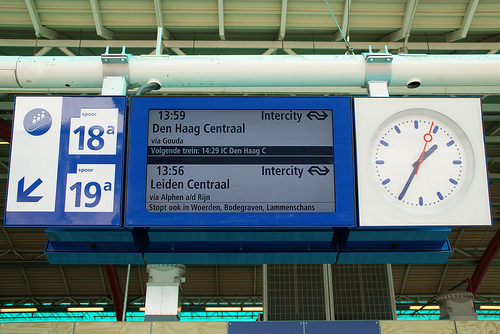 spoor
18a
spoor
19a
13:59 Intercity
Den Haag Centraal
via Gouda
Volgende trein: 14:29 IC Den Haag C
13:56 Intercity
Leiden Centraal
via Alphen a/d Rijn
Stopt ook in Woerden, Bodegraven, Lammenschans